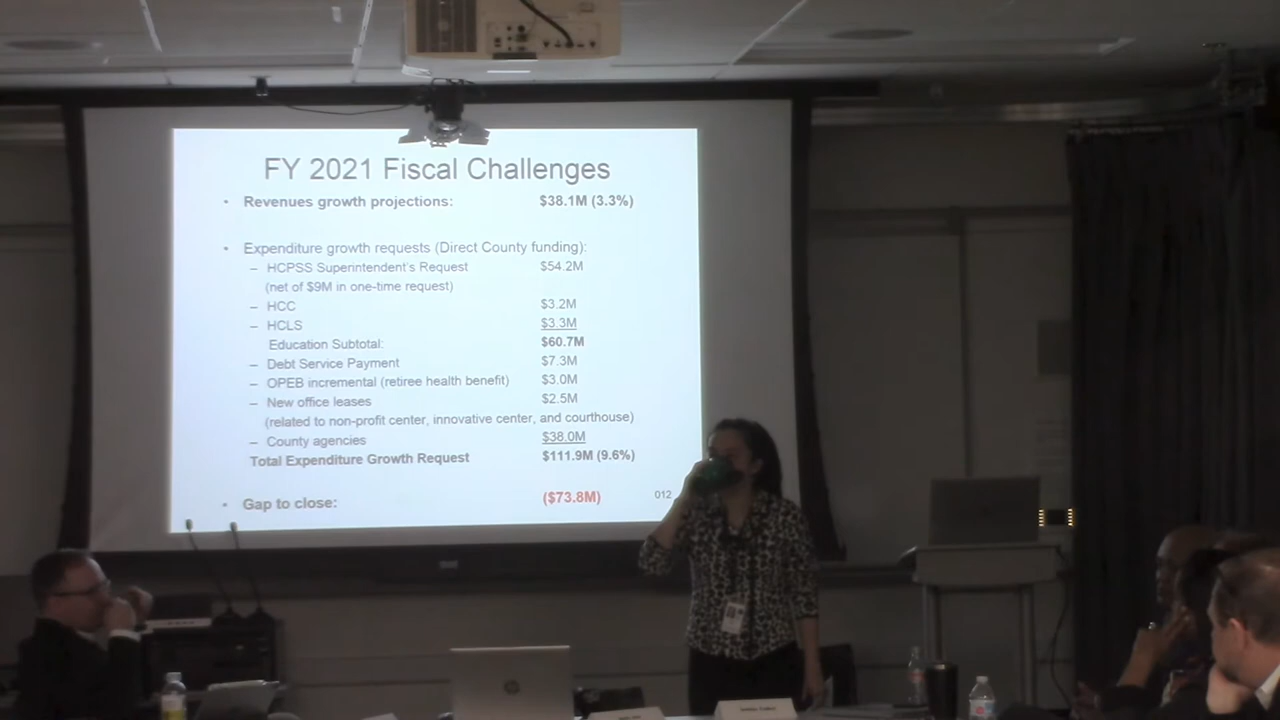 FY 2021 Fiscal Challenges
• Revenues growth projections: $38.1M (3.3%)
• Expenditure growth requests (Direct County funding):
– HCPSS Superintendent's Request $54.2M
(net of $9M in one-time request)
– HCC $3.2M
– HCLS $3.3M
Education Subtotal: $60.7M
– Debt Service Payment $7.3M
– OPEB incremental (retiree health benefit) $3.0M
– New office leases $2.5M
(related to non-profit center, innovative center, and courthouse)
– County agencies $38.0M
Total Expenditure Growth Request $111.9M (9.6%)
• Gap to close: ($73.8M)
012
hp